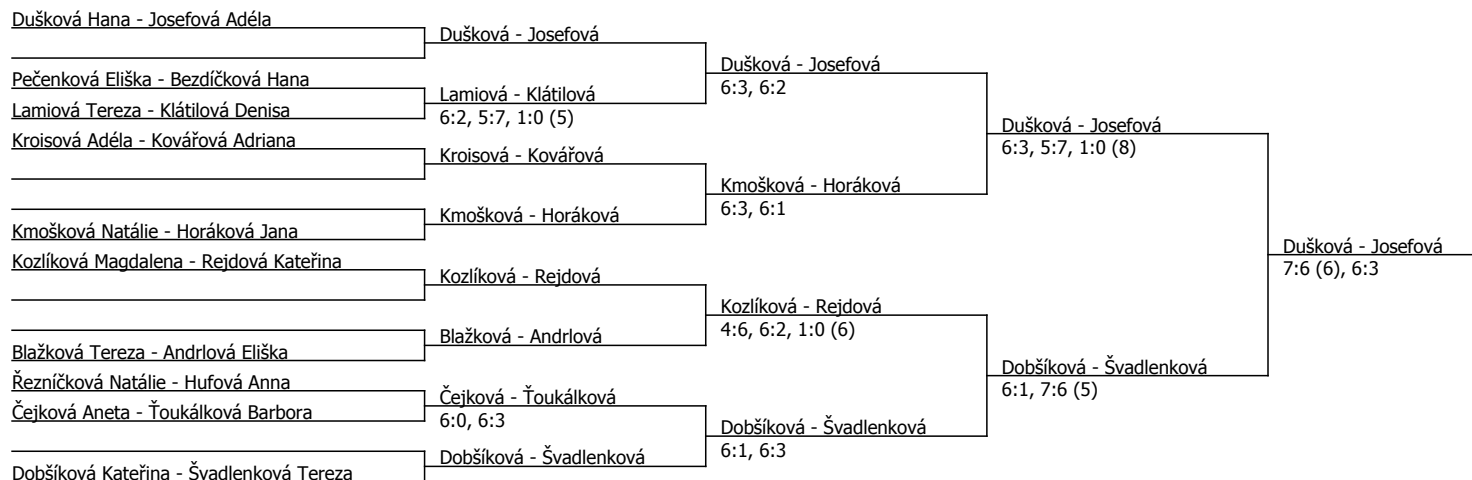 Dušková Hana - Josefová Adéla
Pečenková Eliška - Bezdíčková Hana
Lamiová Tereza - Klátilová Denisa
Kroisová Adéla - Kovářová Adriana
Kmošková Natálie - Horáková Jana
Kozlíková Magdalena - Rejdová Kateřina
Blažková Tereza - Andrlová Eliška
Řezníčková Natálie - Hufová Anna
Čejková Aneta - Ťoukálková Barbora
Dobšíková Kateřina - Švadlenková Tereza
Dušková - Josefová
Lamiová - Klátilová
6:2, 5:7, 1:0 (5)
Kroisová - Kovářová
Kmošková - Horáková
Kozlíková - Rejdová
Blažková - Andrlová
Čejková - Ťoukálková
6:0, 6:3
Dobšíková - Švadlenková
Dušková - Josefová
6:3, 6:2
Kmošková - Horáková
6:3, 6:1
Kozlíková - Rejdová
4:6, 6:2, 1:0 (6)
Dobšíková - Švadlenková
6:1, 6:3
Dušková - Josefová
6:3, 5:7, 1:0 (8)
Dobšíková - Švadlenková
6:1, 7:6 (5)
Dušková - Josefová
7:6 (6), 6:3